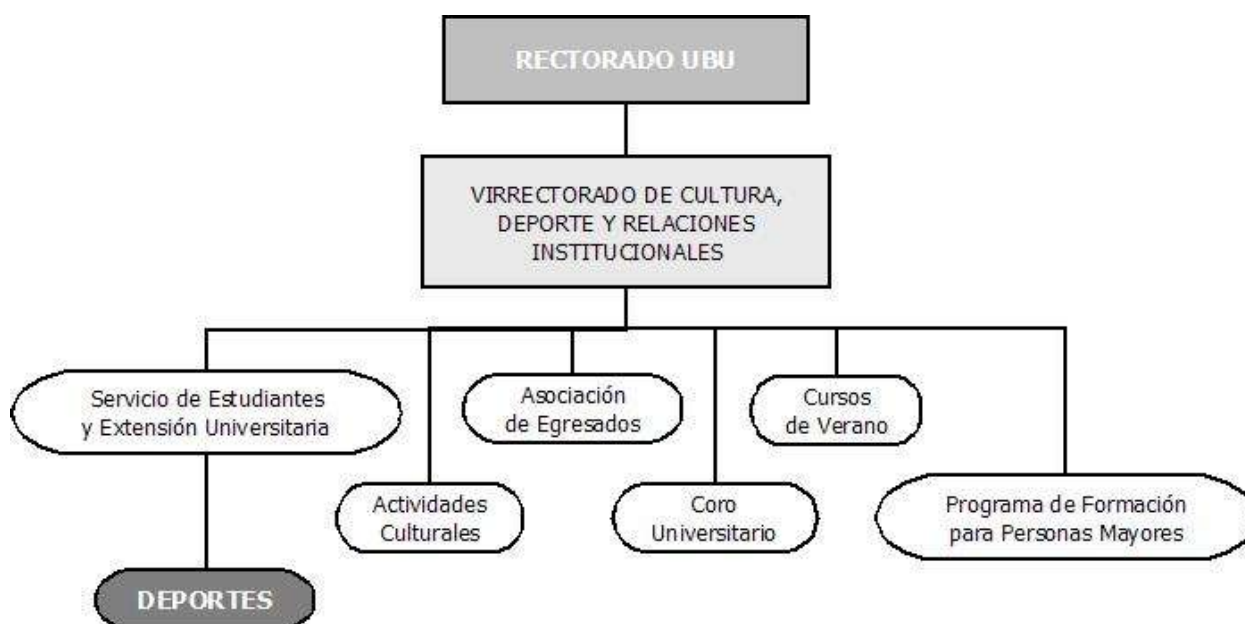 RECTORADO UBU
VIRRECTORADO DE CULTURA,
DEPORTE Y RELACIONES
INSTITUCIONALES
Servicio de Estudiantes
y Extensión Universitaria
Asociación
de Egresados
Cursos
de Verano
Actividades
Culturales
Coro
Universitario
Programa de Formación
para Personas Mayores
DEPORTES